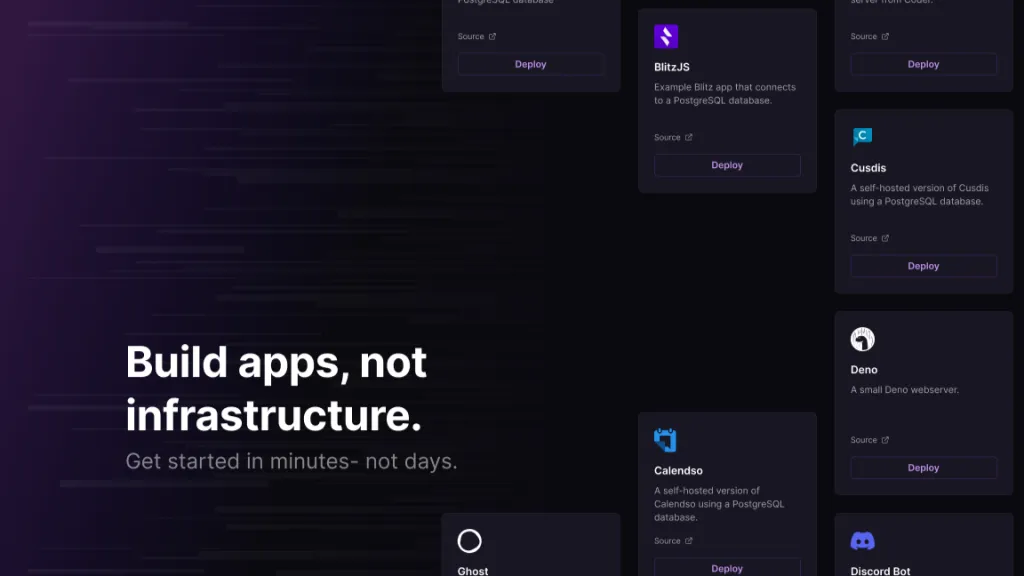 Build apps, not
infrastructure.
Get started in minutes- not days.
PostgreSQL database
Source
Deploy
Ghost
BlitzJS
Example Blitz app that connects
to a PostgreSQL database.
Source
Deploy
Calendso
A self-hosted version of
Calendso using a PostgreSQL
database.
Source
Deploy
server from Coder.
Source
Deploy
C
Cusdis
A self-hosted version of Cusdis
using a PostgreSQL database.
Source
Deploy
Deno
A small Deno webserver.
Source
Deploy
Discord Bot